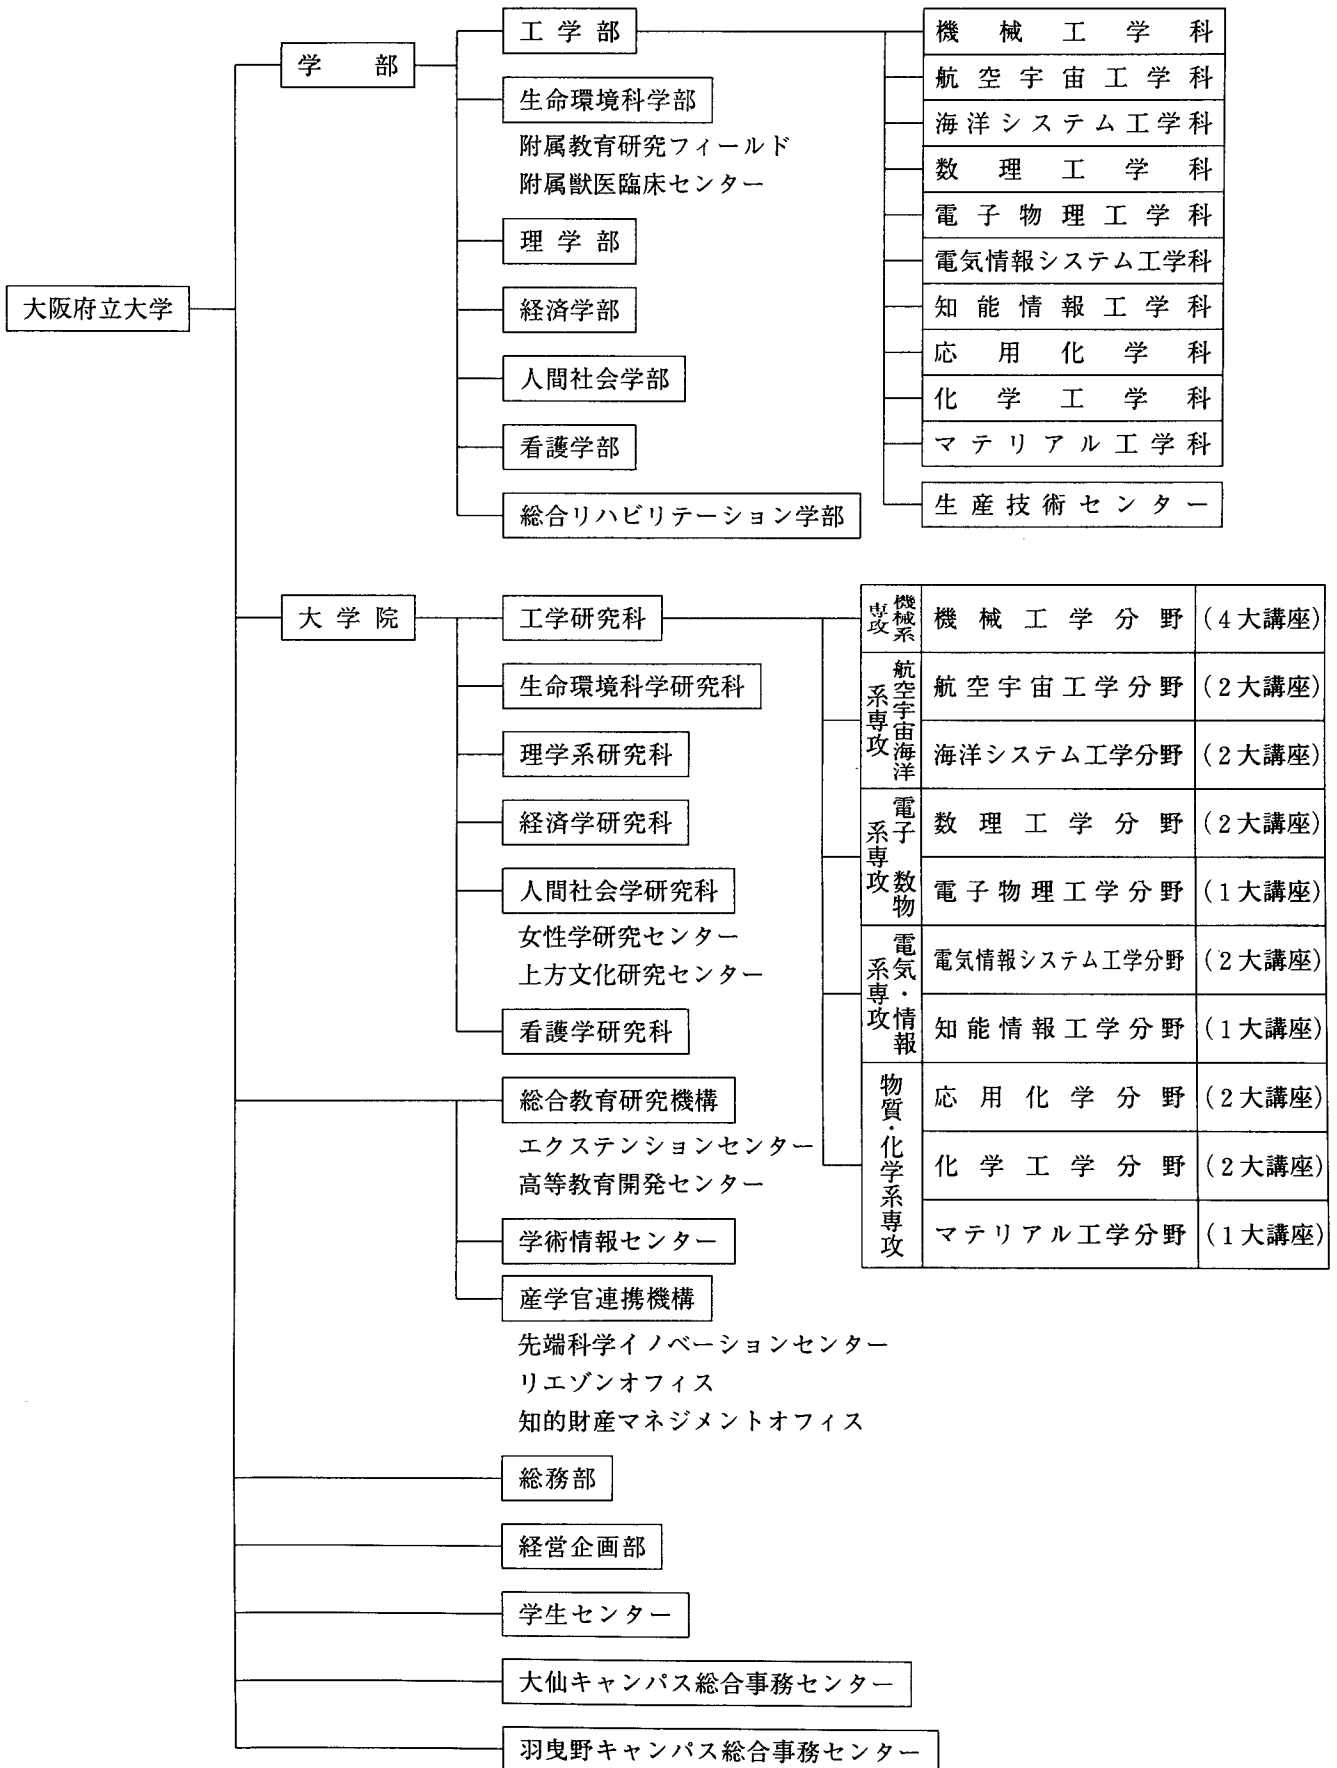 大阪府立大学
学部
工学部
機械工学科
航空宇宙工学科
海洋システム工学科
数理工学科
電子物理工学科
電気情報システム工学科
知能情報工学科
応用化学科
化学工学科
マテリアル工学科
生産技術センター
生命環境科学部
附属教育研究フィールド
附属獣医臨床センター
理学部
経済学部
人間社会学部
看護学部
総合リハビリテーション学部
大学院
工学研究科
機械系専攻
機械工学分野 (4大講座)
航空宇宙海洋系専攻
航空宇宙工学分野 (2大講座)
海洋システム工学分野 (2大講座)
電子 数物系専攻
数理工学分野 (2大講座)
電子物理工学分野 (1大講座)
電気・情報系専攻
電気情報システム工学分野 (2大講座)
知能情報工学分野 (1大講座)
物質・化学系専攻
応用化学分野 (2大講座)
化学工学分野 (2大講座)
マテリアル工学分野 (1大講座)
生命環境科学研究科
理学系研究科
経済学研究科
人間社会学研究科
女性学研究センター
上方文化研究センター
看護学研究科
総合教育研究機構
エクステンションセンター
高等教育開発センター
学術情報センター
産学官連携機構
先端科学イノベーションセンター
リエゾンオフィス
知的財産マネジメントオフィス
総務部
経営企画部
学生センター
大仙キャンパス総合事務センター
羽曳野キャンパス総合事務センター